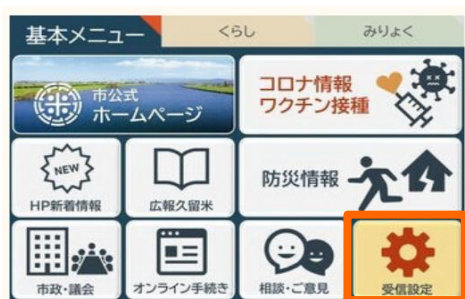 基本メニュー
くらし
みりょく
市公式
ホームページ
コロナ情報
ワクチン接種
NEW
HP新着情報
広報久留米
防災情報
市政・議会
オンライン手続き
相談・ご意見
受信設定